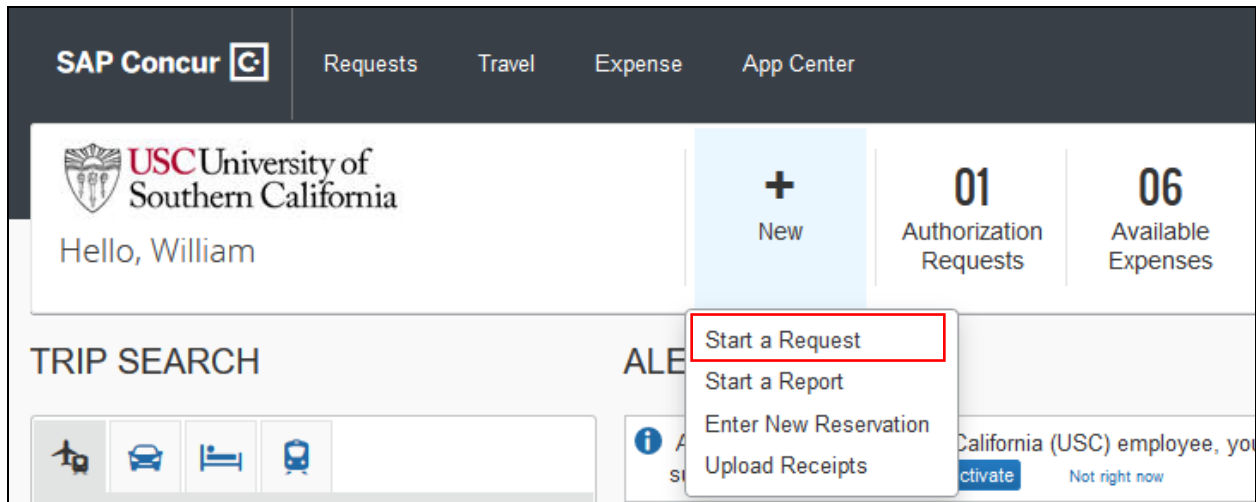 SAP Concur C Requests Travel Expense App Center
USC University of
Southern California
Hello, William
+
New
01
Authorization
Requests
06
Available
Expenses
Start a Request
Start a Report
Enter New Reservation
Upload Receipts
TRIP SEARCH
ALE
A California (USC) employee, you
su ctivate Not right now